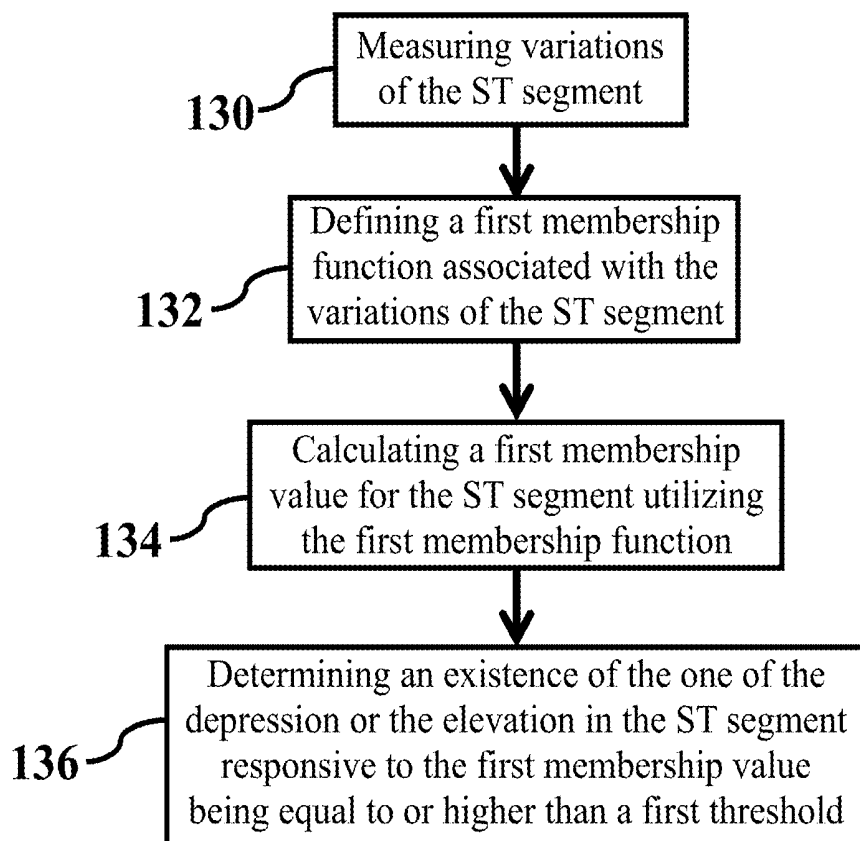 Measuring variations
of the ST segment
130
Defining a first membership
function associated with the
variations of the ST segment
132
Calculating a first membership
value for the ST segment utilizing
the first membership function
134
Determining an existence of the one of the
depression or the elevation in the ST segment
responsive to the first membership value
being equal to or higher than a first threshold
136